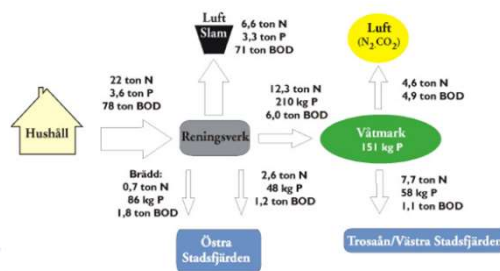 Luft
Slam
6,6 ton N
3,3 ton P
71 ton BOD
Luft
(N2CO2)
22 ton N
3,6 ton P
78 ton BOD
12,3 ton N
210 kg P
6,0 ton BOD
4,6 ton N
4,9 ton BOD
Hushåll
Reningsverk
Våtmark
151 kg P
Brädd:
0,7 ton N
86 kg P
1,8 ton BOD
2,6 ton N
48 kg P
1,2 ton BOD
7,7 ton N
58 kg P
1,1 ton BOD
Östra
Stadsfjärden
Trosaån/Västra Stadsfjärden